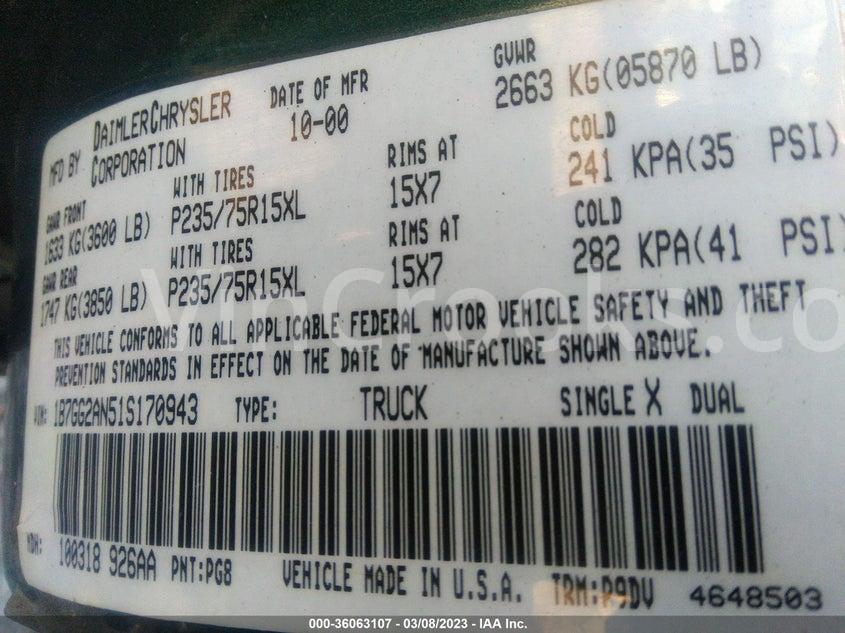 MFD BY DAIMLERCHRYSLER CORPORATION DATE OF MFR 10-00 GVWR 2663 KG(05870 LB)
GAWR FRONT WITH TIRES RIMS AT COLD
1633 KG(3600 LB) P235/75R15XL 15X7 241 KPA(35 PSI)
GAWR REAR WITH TIRES RIMS AT COLD
1747 KG(3850 LB) P235/75R15XL 15X7 282 KPA(41 PSI)
THIS VEHICLE CONFORMS TO ALL APPLICABLE FEDERAL MOTOR VEHICLE SAFETY AND THEFT
PREVENTION STANDARDS IN EFFECT ON THE DATE OF MANUFACTURE SHOWN ABOVE.
VIN: 1B7GG2AN51S170943 TYPE: TRUCK SINGLE X DUAL
MDH: 100318 926AA PNT:PG8 VEHICLE MADE IN U.S.A. TRM:R9DV 4648503
VinCrooks.co
000-36063107 - 03/08/2023 - IAA Inc.